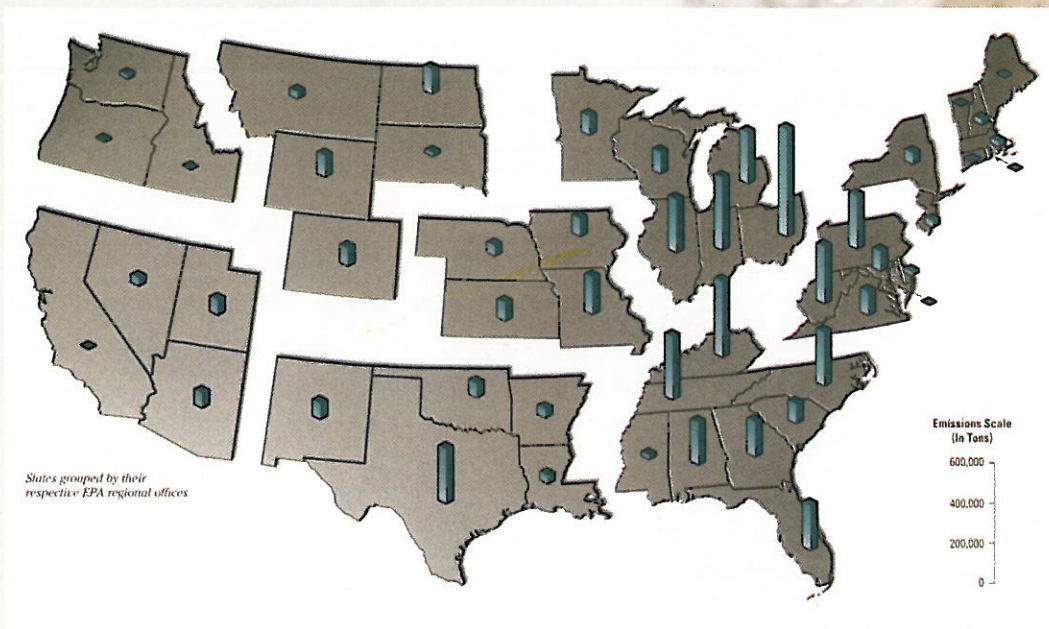 States grouped by their
respective EPA regional offices
Emissions Scale
(In Tons)
600,000
400,000
200,000
0